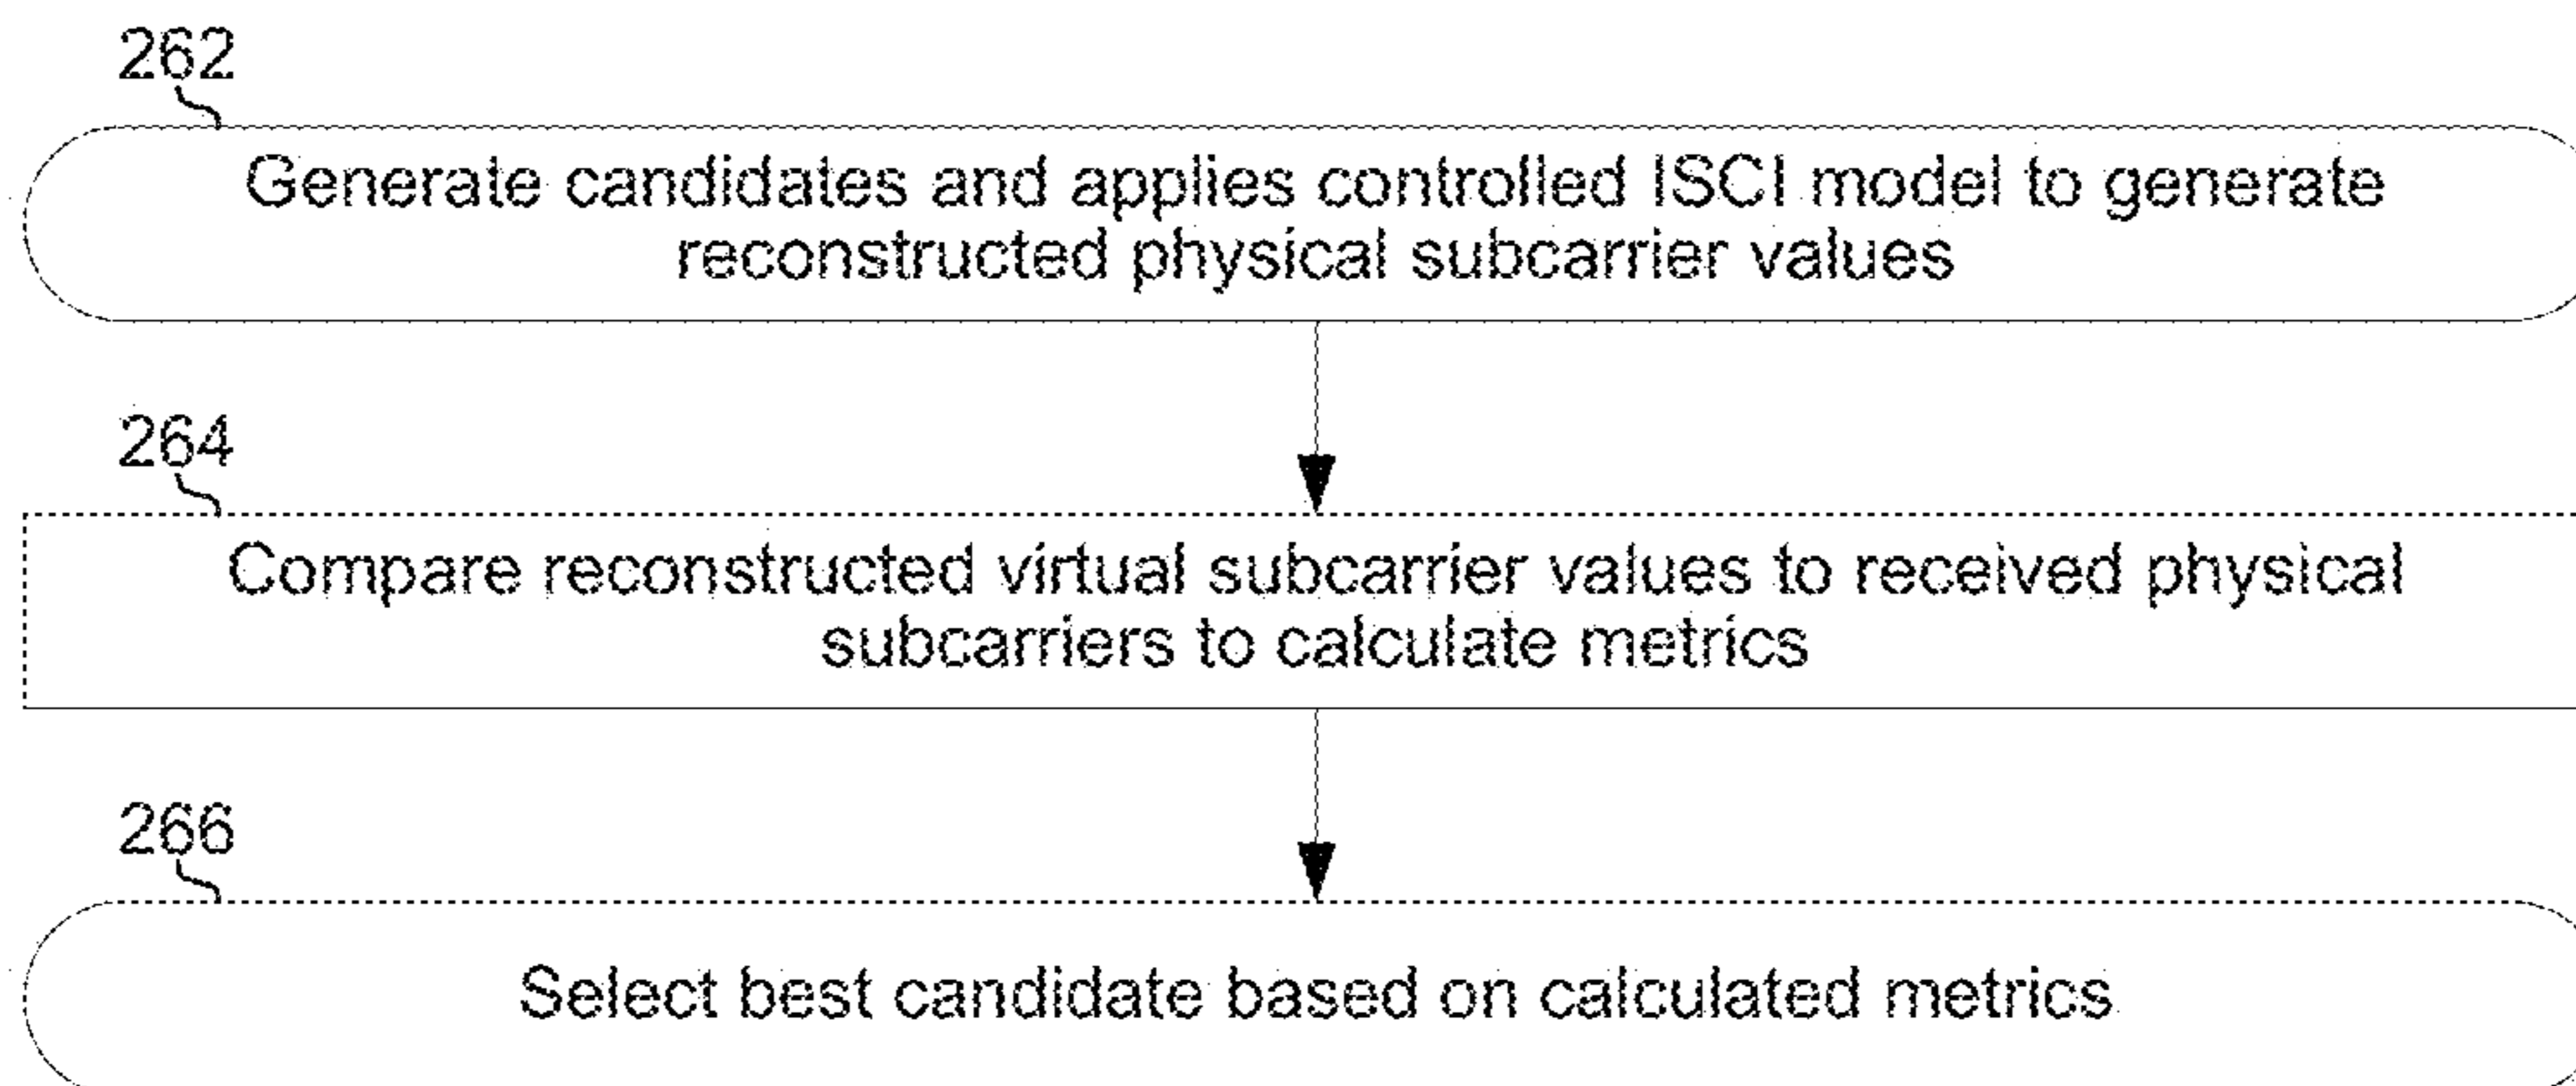 262
Generate candidates and applies controlled ISCI model to generate
reconstructed physical subcarrier values
264
Compare reconstructed virtual subcarrier values to received physical
subcarriers to calculate metrics
266
Select best candidate based on calculated metrics